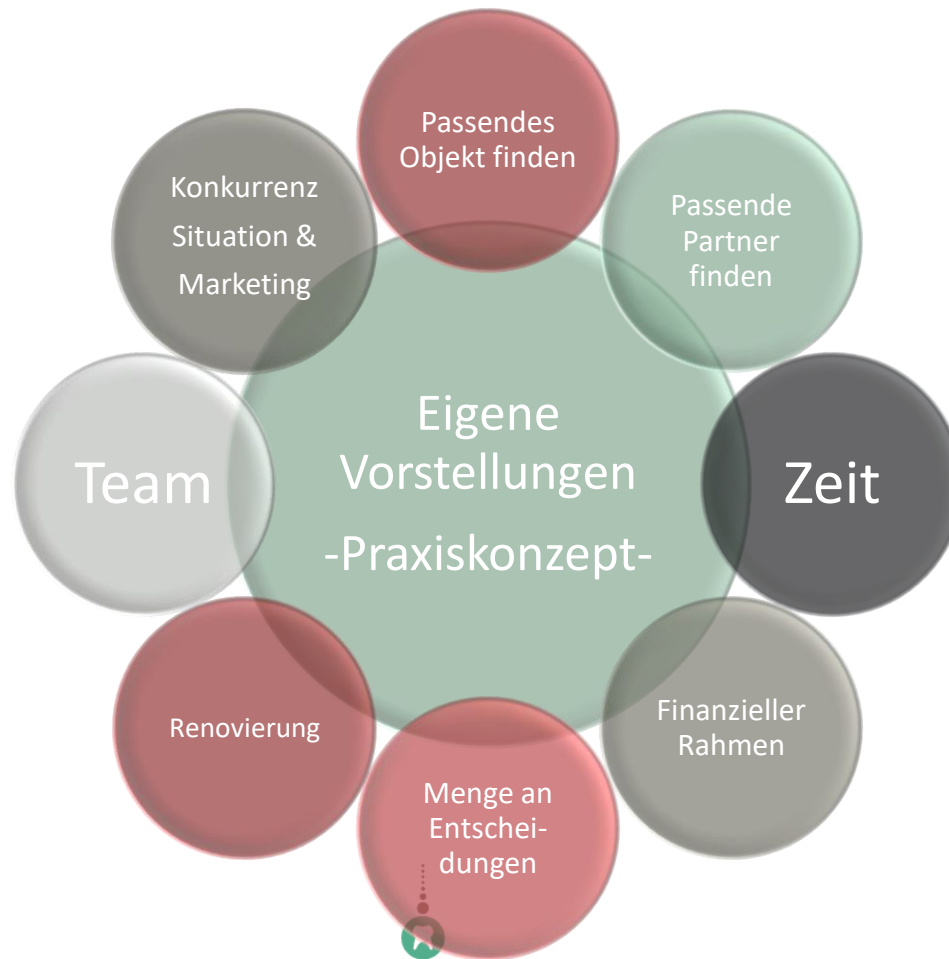 Passendes
Objekt finden
Passende
Partner
finden
Zeit
Finanzieller
Rahmen
Menge an
Entschei-
dungen
Renovierung
Team
Konkurrenz
Situation &
Marketing
Eigene
Vorstellungen
-Praxiskonzept-